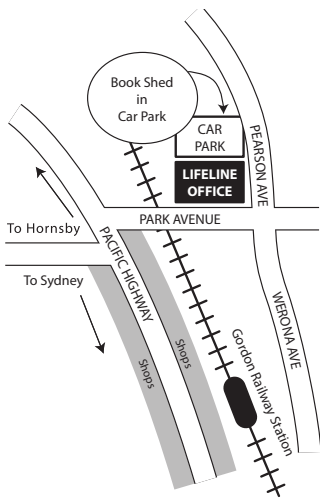 Book Shed
in
Car Park
CAR
PARK
PEARSON AVE
LIFELINE
OFFICE
PARK AVENUE
To Hornsby
PACIFIC HIGHWAY
To Sydney
WERONA AVE
Gordon Railway Station
Shops
Shops